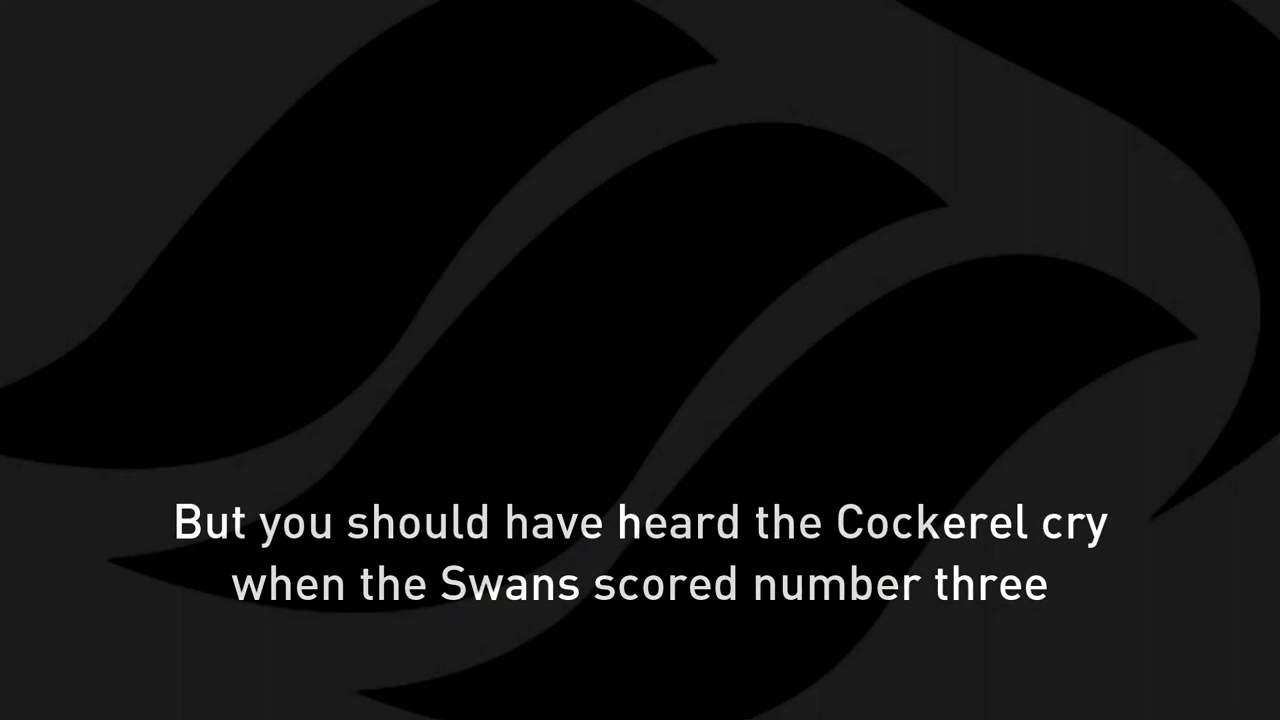 But you should have heard the Cockerel cry
when the Swans scored number three